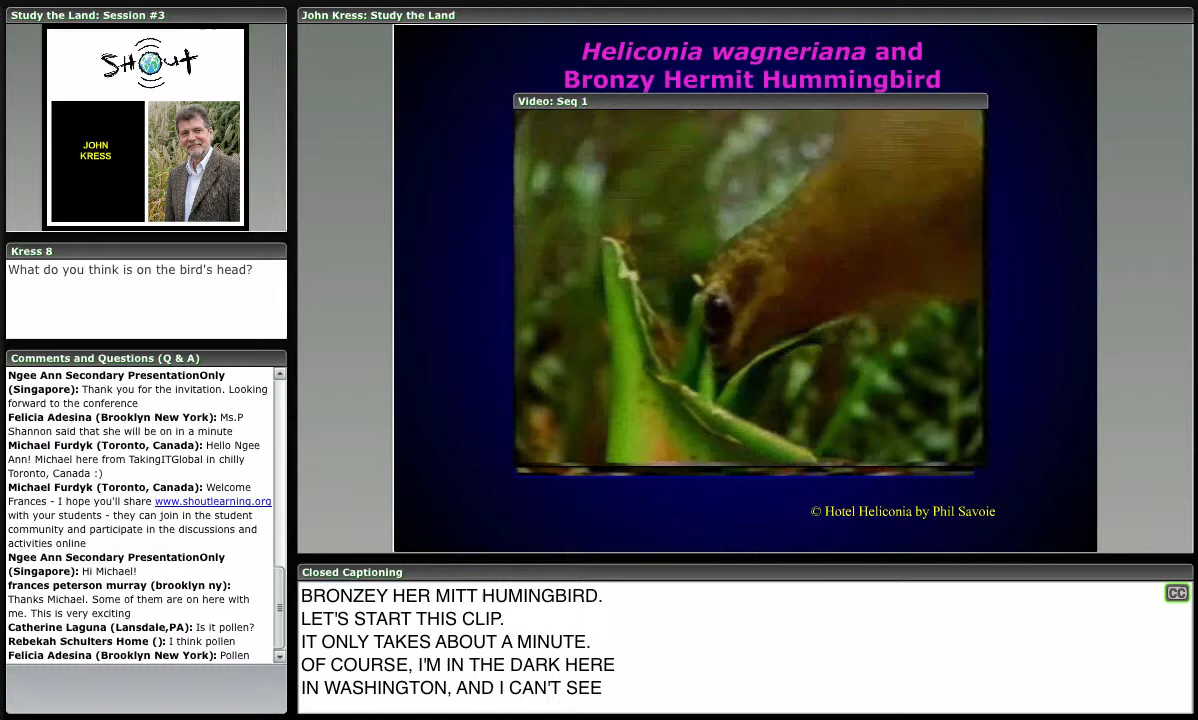 Study the Land: Session #3
SHOUT
JOHN
KRESS
Kress 8
What do you think is on the bird's head?
Comments and Questions (Q & A)
Ngee Ann Secondary PresentationOnly
(Singapore): Thank you for the invitation. Looking
forward to the conference
Felicia Adesina (Brooklyn New York): Ms.P
Shannon said that she will be on in a minute
Michael Furdyk (Toronto, Canada): Hello Ngee
Ann! Michael here from TakingITGlobal in chilly
Toronto, Canada :)
Michael Furdyk (Toronto, Canada): Welcome
Frances - I hope you'll share www.shoutlearning.org
with your students - they can join in the student
community and participate in the discussions and
activities online
Ngee Ann Secondary PresentationOnly
(Singapore): Hi Michael!
frances peterson murray (brooklyn ny):
Thanks Michael. Some of them are on here with
me. This is very exciting
Catherine Laguna (Lansdale,PA): Is it pollen?
Rebekah Schulters Home (): I think pollen
Felicia Adesina (Brooklyn New York): Pollen
John Kress: Study the Land
Heliconia wagneriana and
Bronzy Hermit Hummingbird
Video: Seq 1
© Hotel Heliconia by Phil Savoie
Closed Captioning
CC
BRONZEY HER MITT HUMINGBIRD.
LET'S START THIS CLIP.
IT ONLY TAKES ABOUT A MINUTE.
OF COURSE, I'M IN THE DARK HERE
IN WASHINGTON, AND I CAN'T SEE